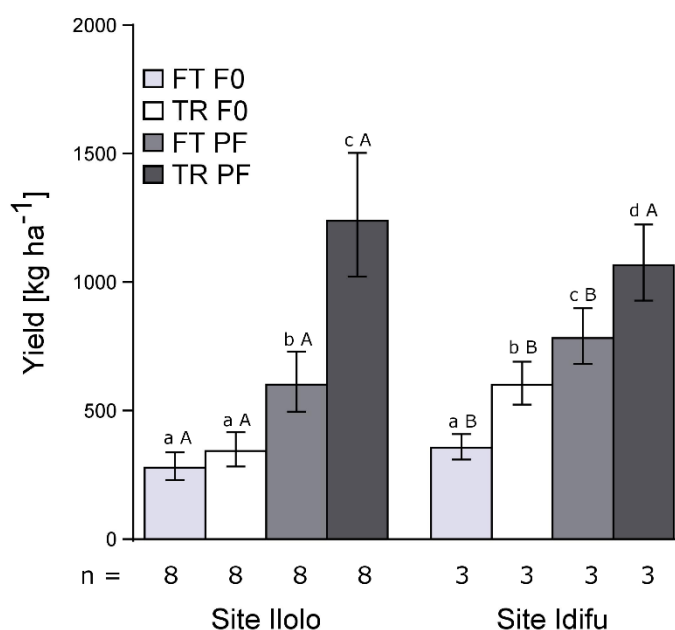 2000
1500
1000
500
0
Yield [kg ha⁻¹]
FT F0
TR F0
FT PF
TR PF
a A
a A
b A
c A
a B
b B
c B
d A
n = 8 8 8 8 3 3 3 3
Site Ilolo Site Idifu